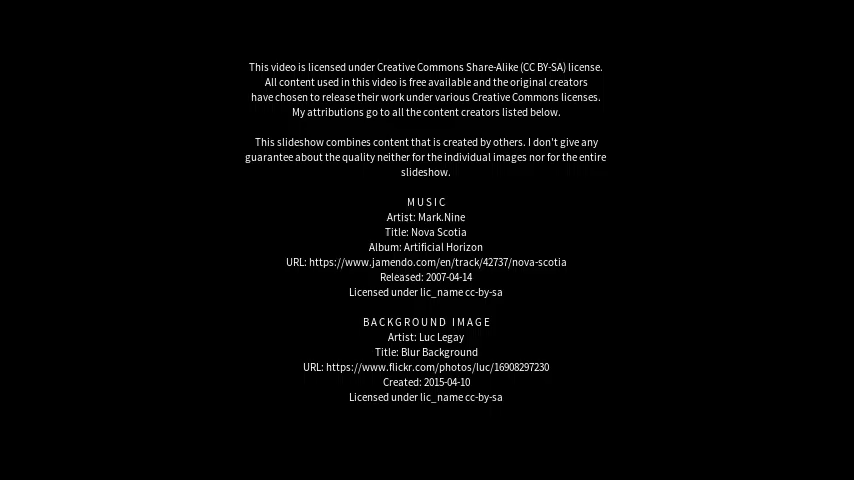 This video is licensed under Creative Commons Share-Alike (CC BY-SA) license.
All content used in this video is free available and the original creators
have chosen to release their work under various Creative Commons licenses.
My attributions go to all the content creators listed below.
This slideshow combines content that is created by others. I don't give any
guarantee about the quality neither for the individual images nor for the entire
slideshow.
MUSIC
Artist: Mark.Nine
Title: Nova Scotia
Album: Artificial Horizon
URL: https://www.jamendo.com/en/track/42737/nova-scotia
Released: 2007-04-14
Licensed under lic_name cc-by-sa
BACKGROUND IMAGE
Artist: Luc Legay
Title: Blur Background
URL: https://www.flickr.com/photos/luc/16908297230
Created: 2015-04-10
Licensed under lic_name cc-by-sa